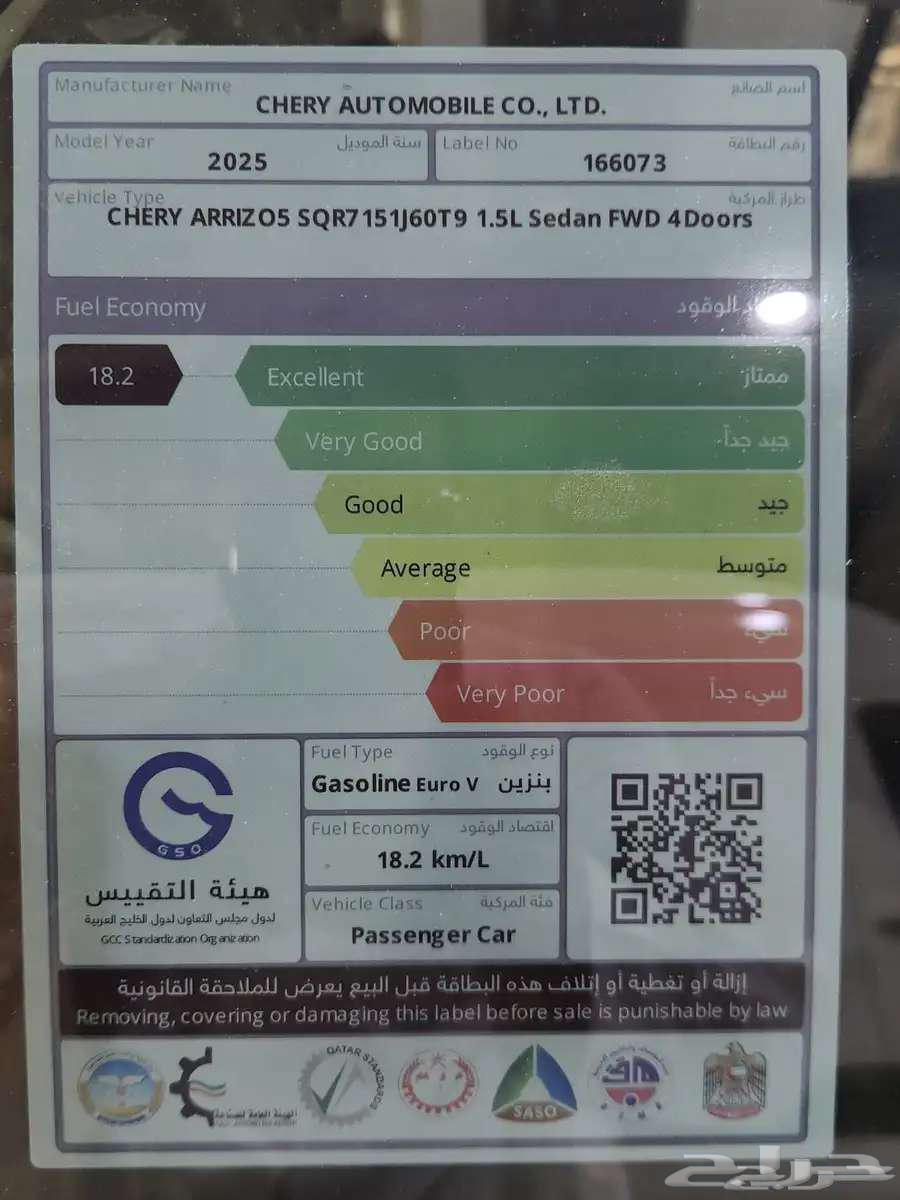 Manufacturer Name اسم الصانع
CHERY AUTOMOBILE CO., LTD.
Model Year سنة الموديل
2025
Label No رقم البطاقة
166073
Vehicle Type طراز المركبة
CHERY ARRIZO5 SQR7151J60T9 1.5L Sedan FWD 4Doors
Fuel Economy الوقود
18.2 Excellent ممتاز
Very Good جيد جداً
Good جيد
Average متوسط
Poor سيء
Very Poor سيء جداً
GSO
هيئة التقييس
لدول مجلس التعاون لدول الخليج العربية
GCC Standardization Organization
Fuel Type نوع الوقود
Gasoline Euro V بنزين
Fuel Economy اقتصاد الوقود
18.2 km/L
Vehicle Class فئة المركبة
Passenger Car
إزالة أو تغطية أو إتلاف هذه البطاقة قبل البيع يعرض للملاحقة القانونية
Removing, covering or damaging this label before sale is punishable by law
الهيئة العامة للصناعة
QATAR STANDARDS
SASO
حراج